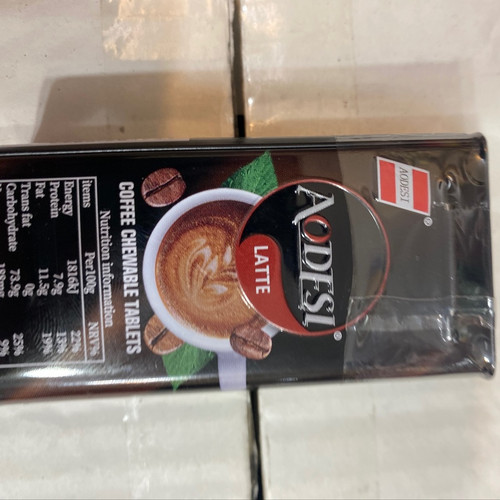 AODESI
®
AODESI
®
LATTE
COFFEE CHEWABLE TABLETS
Nutrition information
items Per100g NRV%
Energy 1816kJ 22%
Protein 7.9g 13%
Fat 11.5g 19%
Trans fat 0g
Carbohydrate 73.9g 25%
9%